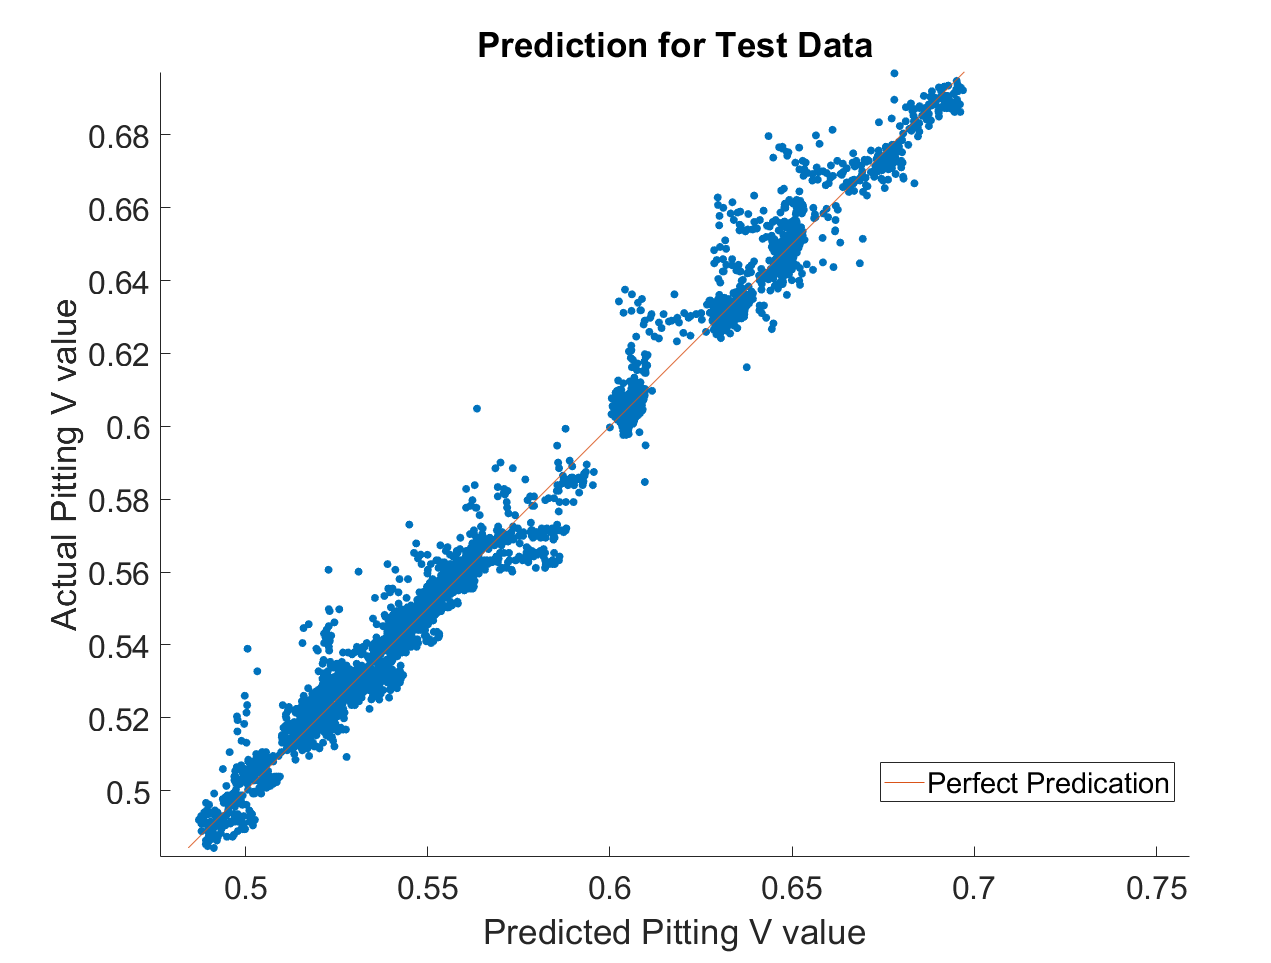 Prediction for Test Data
Actual Pitting V value
0.68
0.66
0.64
0.62
0.6
0.58
0.56
0.54
0.52
0.5
Perfect Predication
0.5 0.55 0.6 0.65 0.7 0.75
Predicted Pitting V value